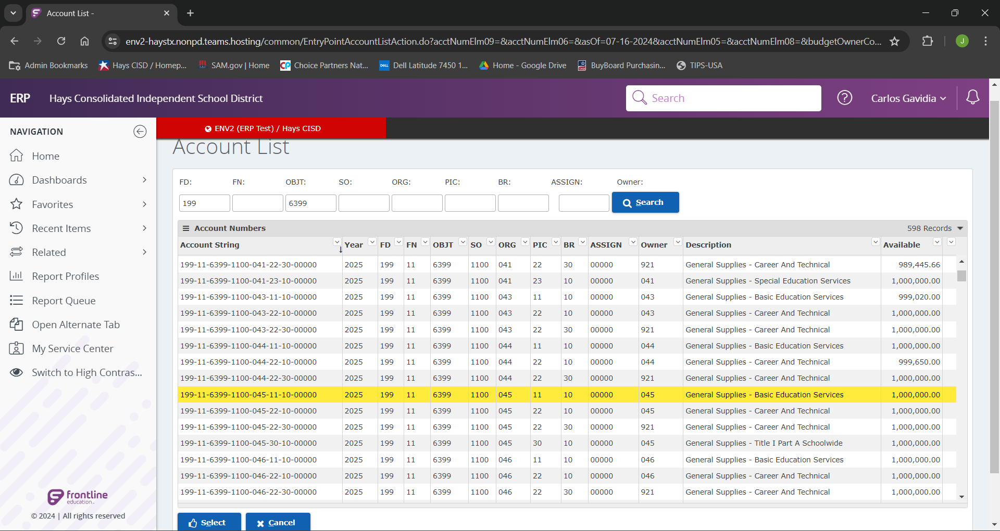 Account List -
env2-haystx.nonpd.teams.hosting/common/EntryPointAccountListAction.do?acctNumElm09=&acctNumElm06=&asOf=07-16-2024&acctNumElm05=&acctNumElm08=&budgetOwnerCo...
J
Admin Bookmarks Hays CISD / Homep... SAM.gov | Home Choice Partners Nat... Dell Latitude 7450 1... Home - Google Drive BuyBoard Purchasin... TIPS-USA
ERP Hays Consolidated Independent School District Search Carlos Gavidia
NAVIGATION
Home
Dashboards
Favorites
Recent Items
Related
Report Profiles
Report Queue
Open Alternate Tab
My Service Center
Switch to High Contras...
frontline
education
© 2024 | All rights reserved
ENV2 (ERP Test) / Hays CISD
Account List
FD: FN: OBJT: SO: ORG: PIC: BR: ASSIGN: Owner:
199 6399 Search
Account Numbers 598 Records
Account String Year FD FN OBJT SO ORG PIC BR ASSIGN Owner Description Available
199-11-6399-1100-041-22-30-00000 2025 199 11 6399 1100 041 22 30 00000 921 General Supplies - Career And Technical 989,445.66
199-11-6399-1100-041-23-10-00000 2025 199 11 6399 1100 041 23 10 00000 041 General Supplies - Special Education Services 1,000,000.00
199-11-6399-1100-043-11-10-00000 2025 199 11 6399 1100 043 11 10 00000 043 General Supplies - Basic Education Services 999,020.00
199-11-6399-1100-043-22-10-00000 2025 199 11 6399 1100 043 22 10 00000 043 General Supplies - Career And Technical 1,000,000.00
199-11-6399-1100-043-22-30-00000 2025 199 11 6399 1100 043 22 30 00000 921 General Supplies - Career And Technical 1,000,000.00
199-11-6399-1100-044-11-10-00000 2025 199 11 6399 1100 044 11 10 00000 044 General Supplies - Basic Education Services 1,000,000.00
199-11-6399-1100-044-22-10-00000 2025 199 11 6399 1100 044 22 10 00000 044 General Supplies - Career And Technical 999,650.00
199-11-6399-1100-044-22-30-00000 2025 199 11 6399 1100 044 22 30 00000 921 General Supplies - Career And Technical 1,000,000.00
199-11-6399-1100-045-11-10-00000 2025 199 11 6399 1100 045 11 10 00000 045 General Supplies - Basic Education Services 1,000,000.00
199-11-6399-1100-045-22-10-00000 2025 199 11 6399 1100 045 22 10 00000 045 General Supplies - Career And Technical 1,000,000.00
199-11-6399-1100-045-22-30-00000 2025 199 11 6399 1100 045 22 30 00000 921 General Supplies - Career And Technical 1,000,000.00
199-11-6399-1100-045-30-10-00000 2025 199 11 6399 1100 045 30 10 00000 045 General Supplies - Title I Part A Schoolwide 1,000,000.00
199-11-6399-1100-046-11-10-00000 2025 199 11 6399 1100 046 11 10 00000 046 General Supplies - Basic Education Services 1,000,000.00
199-11-6399-1100-046-22-10-00000 2025 199 11 6399 1100 046 22 10 00000 046 General Supplies - Career And Technical 1,000,000.00
199-11-6399-1100-046-22-30-00000 2025 199 11 6399 1100 046 22 30 00000 921 General Supplies - Career And Technical 1,000,000.00
Select Cancel